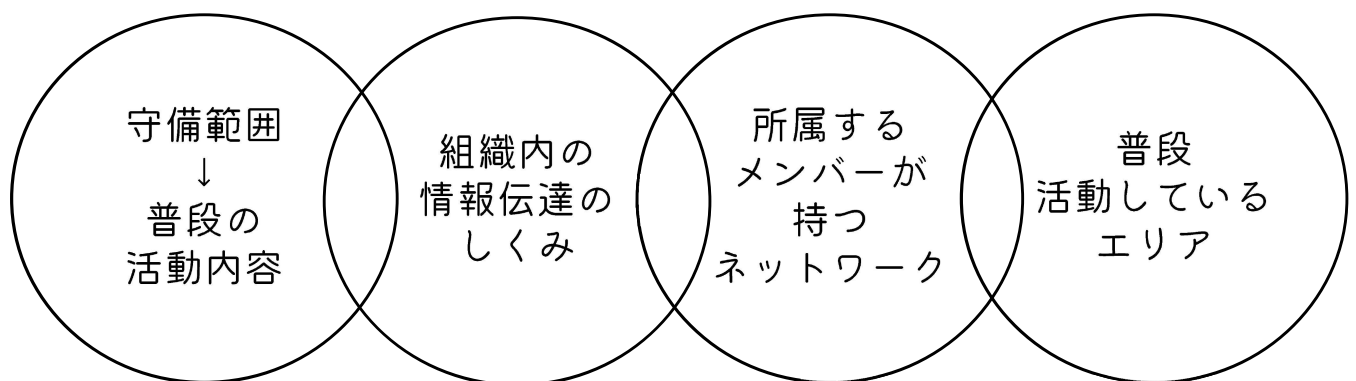 守備範囲
↓
普段の
活動内容
組織内の
情報伝達の
しくみ
所属する
メンバーが
持つ
ネットワーク
普段
活動している
エリア